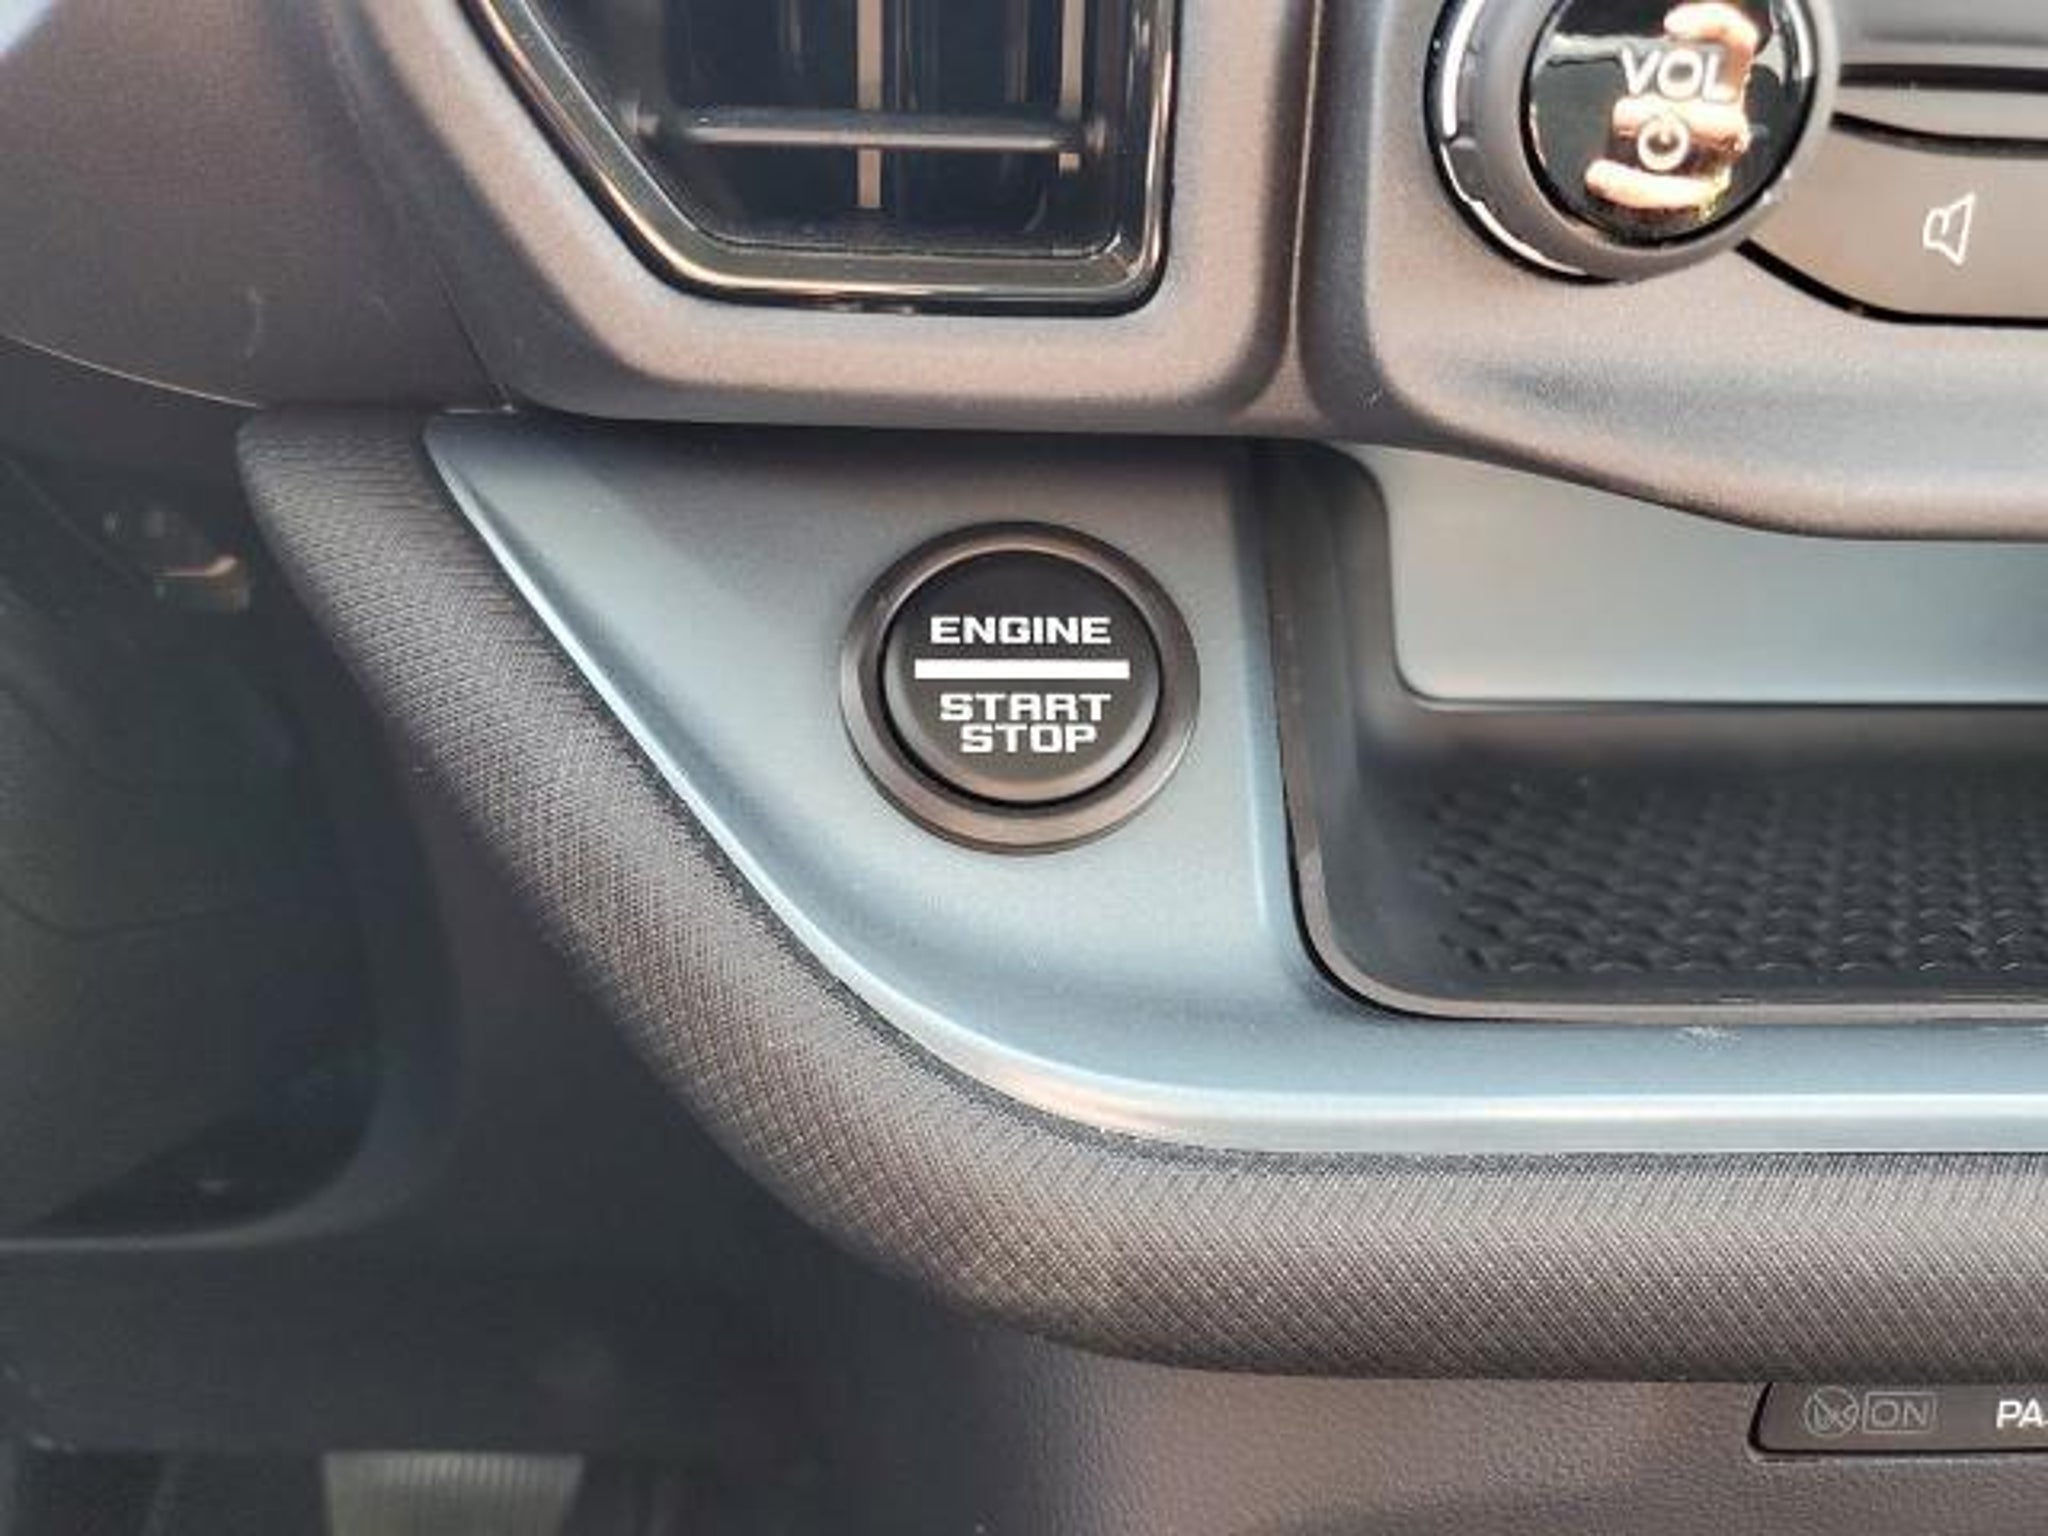 VOL
ENGINE
START
STOP
ON